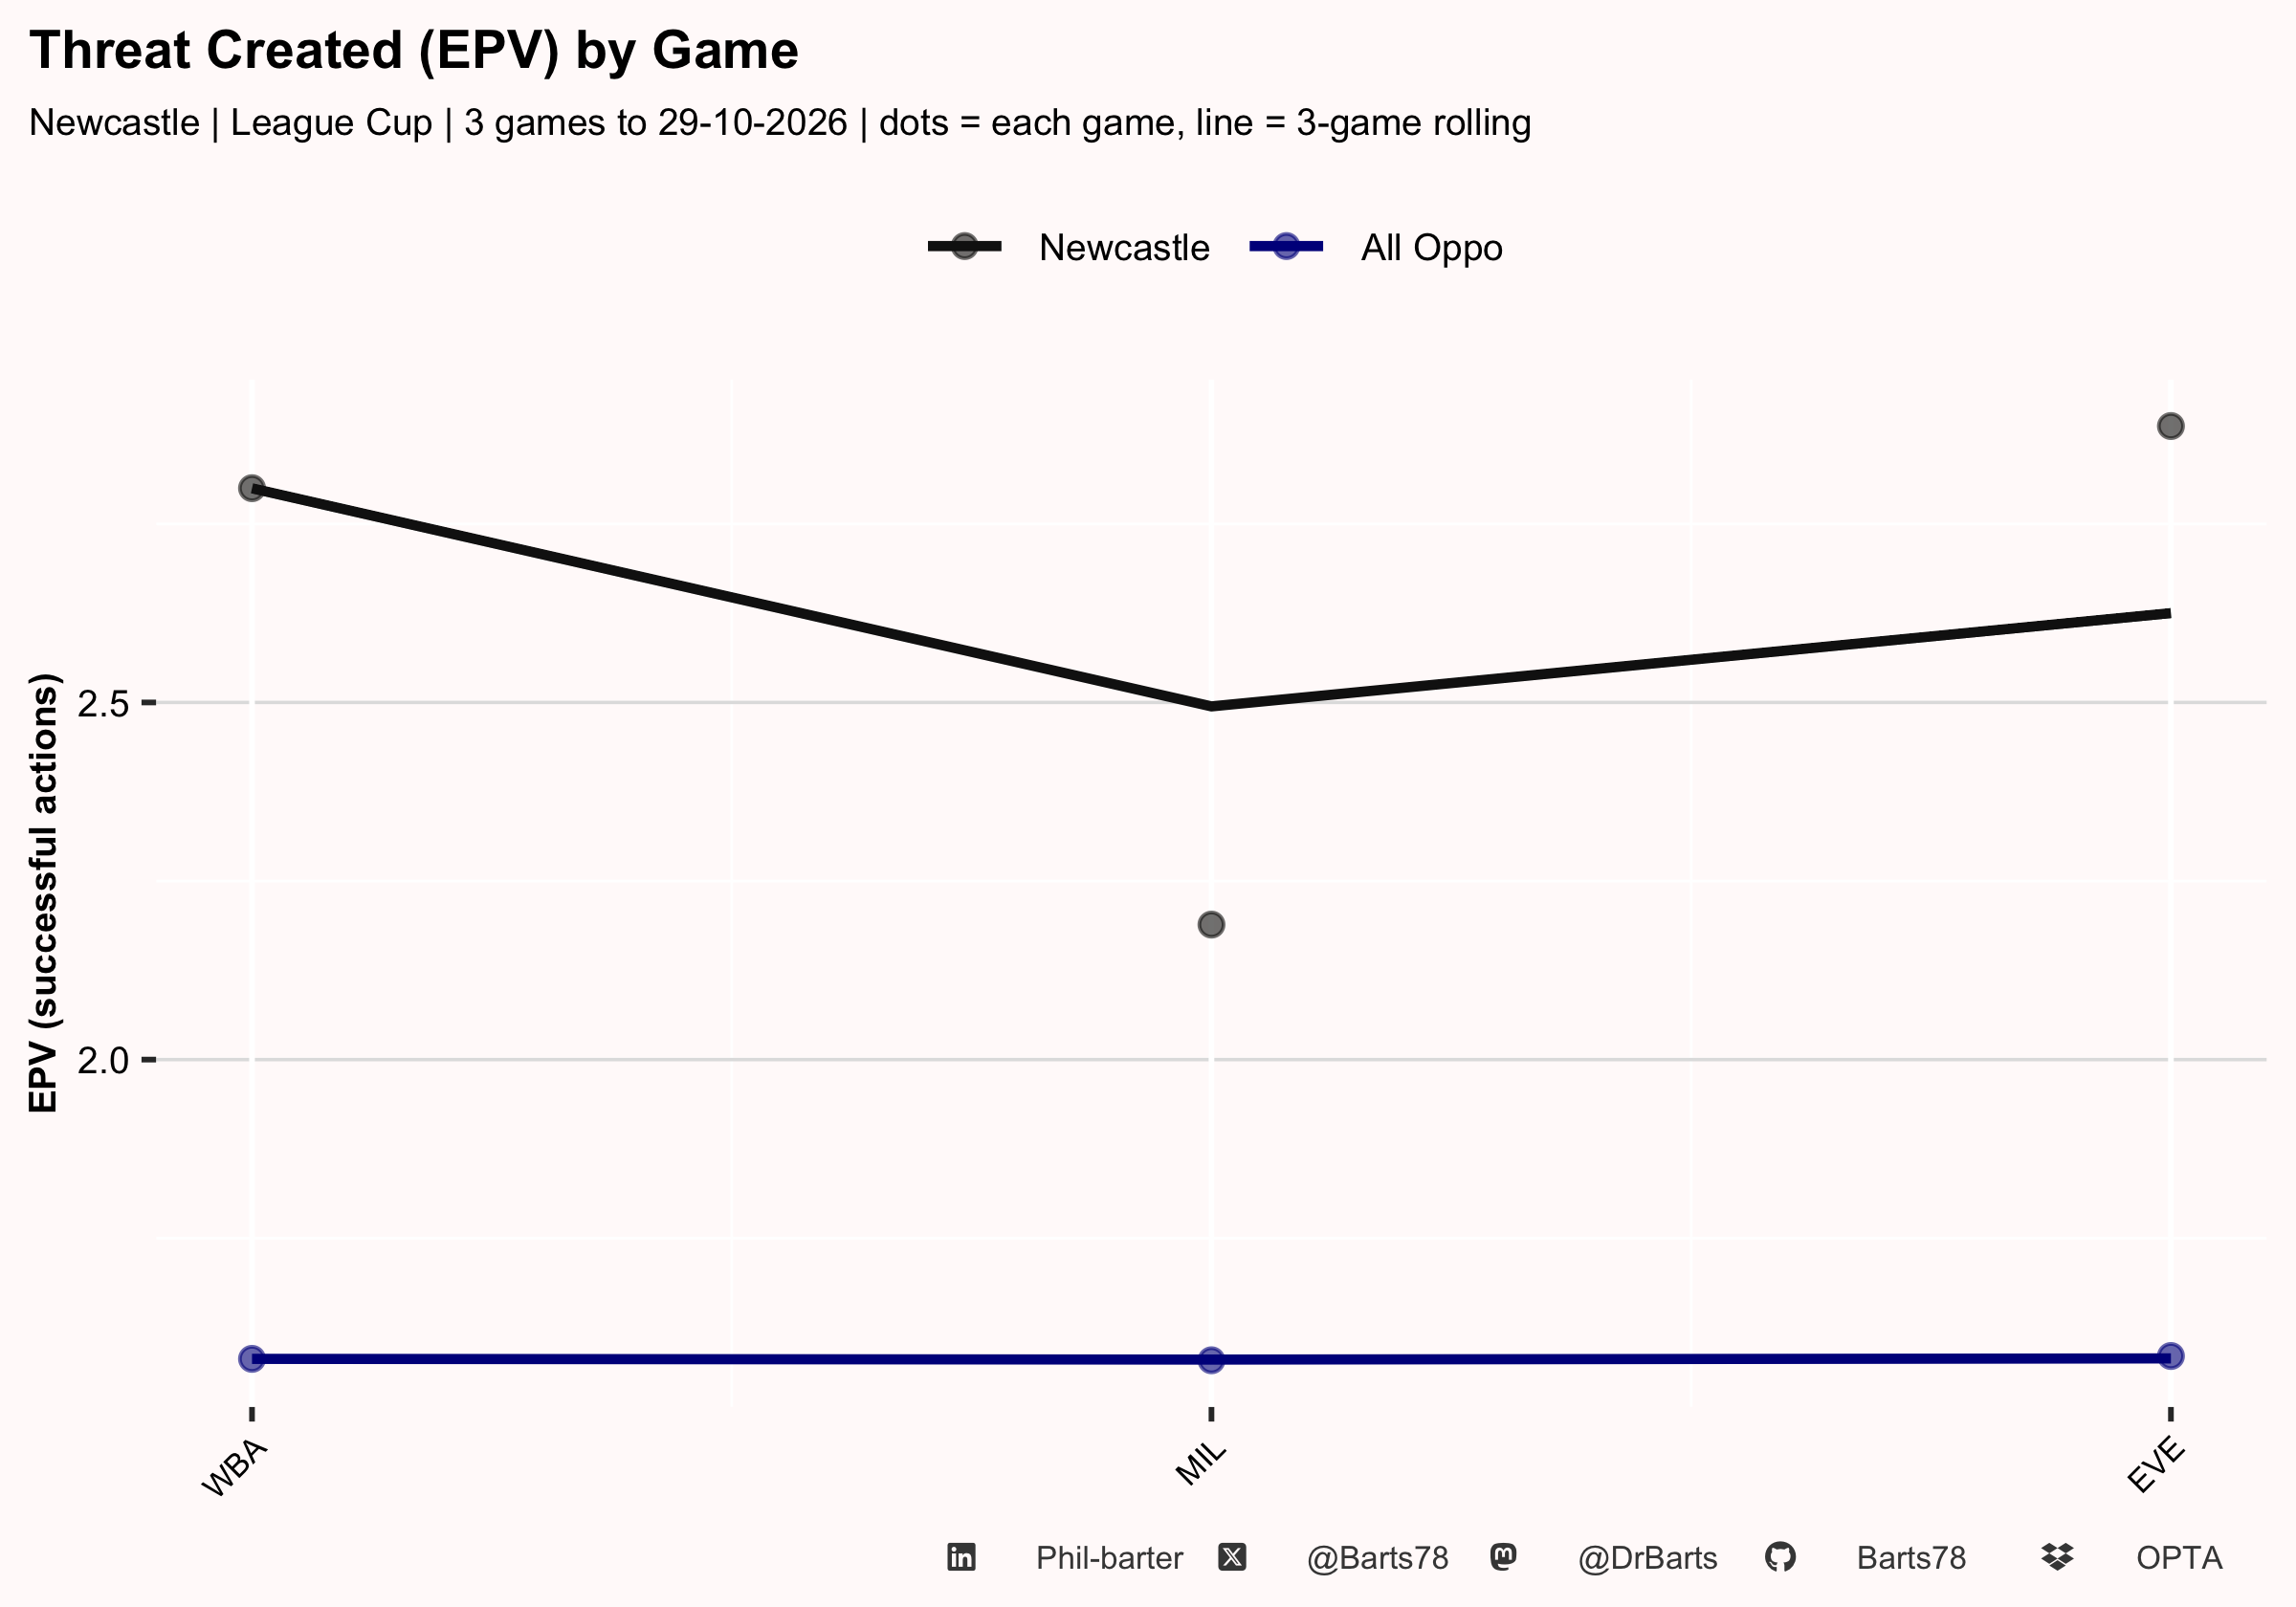 Threat Created (EPV) by Game
Newcastle | League Cup | 3 games to 29-10-2026 | dots = each game, line = 3-game rolling
Newcastle
All Oppo
EPV (successful actions)
2.5
2.0
WBA
MIL
EVE
Phil-barter
@Barts78
@DrBarts
Barts78
OPTA